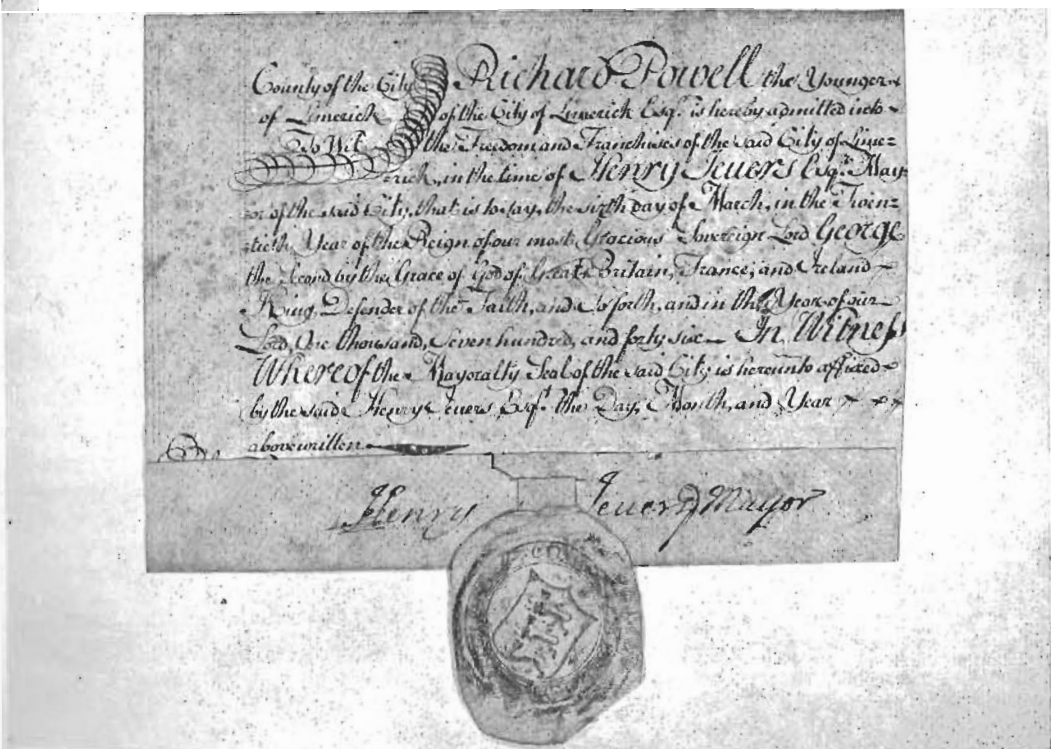 County of the City Richard Powell the Younger
of Limerick of the City of Limerick Esqr. is hereby admitted into
To Wit the Freedom and Franchises of the said City of Lime=
rick, in the time of Henry Ievers Esqr. May=
or of the said City, that is to say, the sixth day of March, in the Twen=
tieth Year of the Reign of our most Gracious Sovereign Lord George
the Second by the Grace of God of Great Britain, France, and Ireland
King, Defender of the Faith, and so forth, and in the Year of our
Lord, One thousand, Seven hundred, and forty six In Witness
Whereof the Mayoralty Seal of the said City is hereunto affixed
by the said Henry Ievers Esqr. the Day, Month, and Year
above written
Henry Ievers Mayor